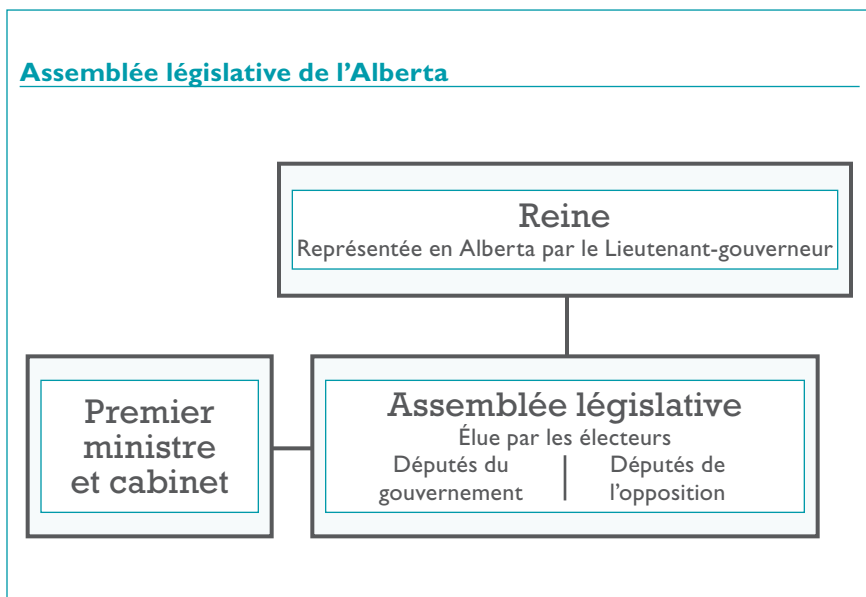 Assemblée législative de l'Alberta
Reine
Représentée en Alberta par le Lieutenant-gouverneur
Premier
ministre
et cabinet
Assemblée législative
Élue par les électeurs
Députés du
gouvernement
Députés de
l'opposition